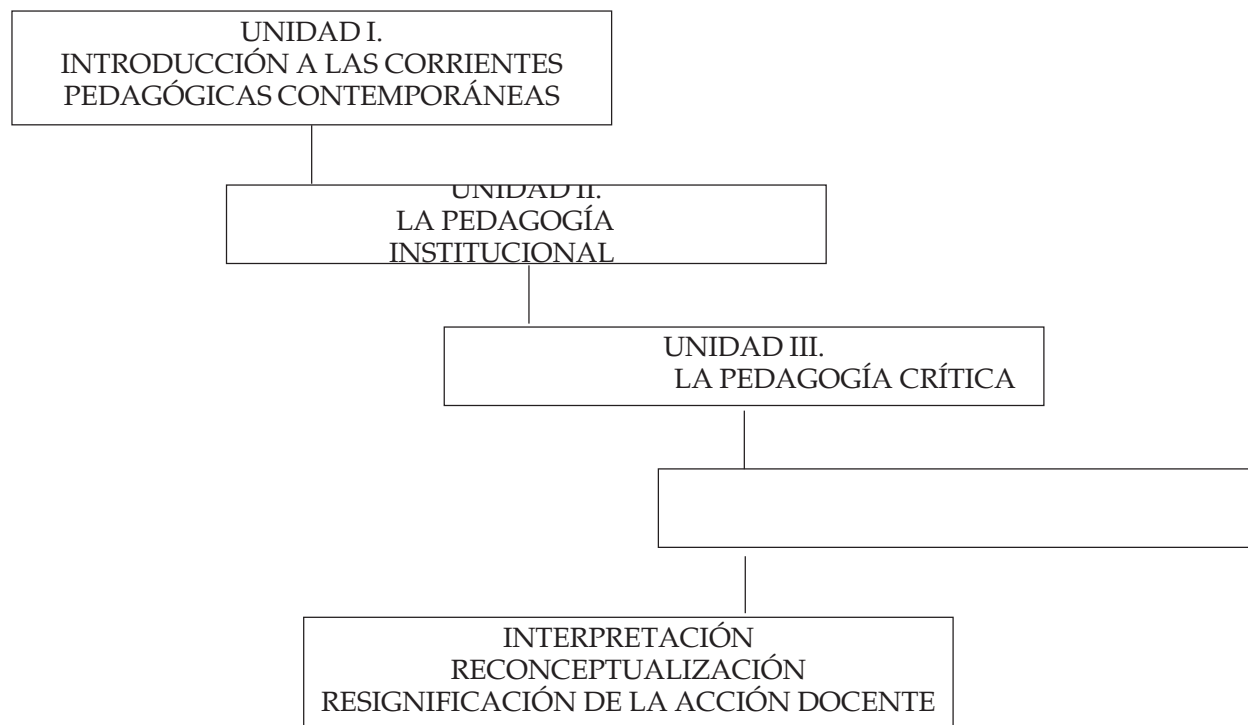 UNIDAD I.
INTRODUCCIÓN A LAS CORRIENTES
PEDAGÓGICAS CONTEMPORÁNEAS
UNIDAD II.
LA PEDAGOGÍA
INSTITUCIONAL
UNIDAD III.
LA PEDAGOGÍA CRÍTICA
INTERPRETACIÓN
RECONCEPTUALIZACIÓN
RESIGNIFICACIÓN DE LA ACCIÓN DOCENTE